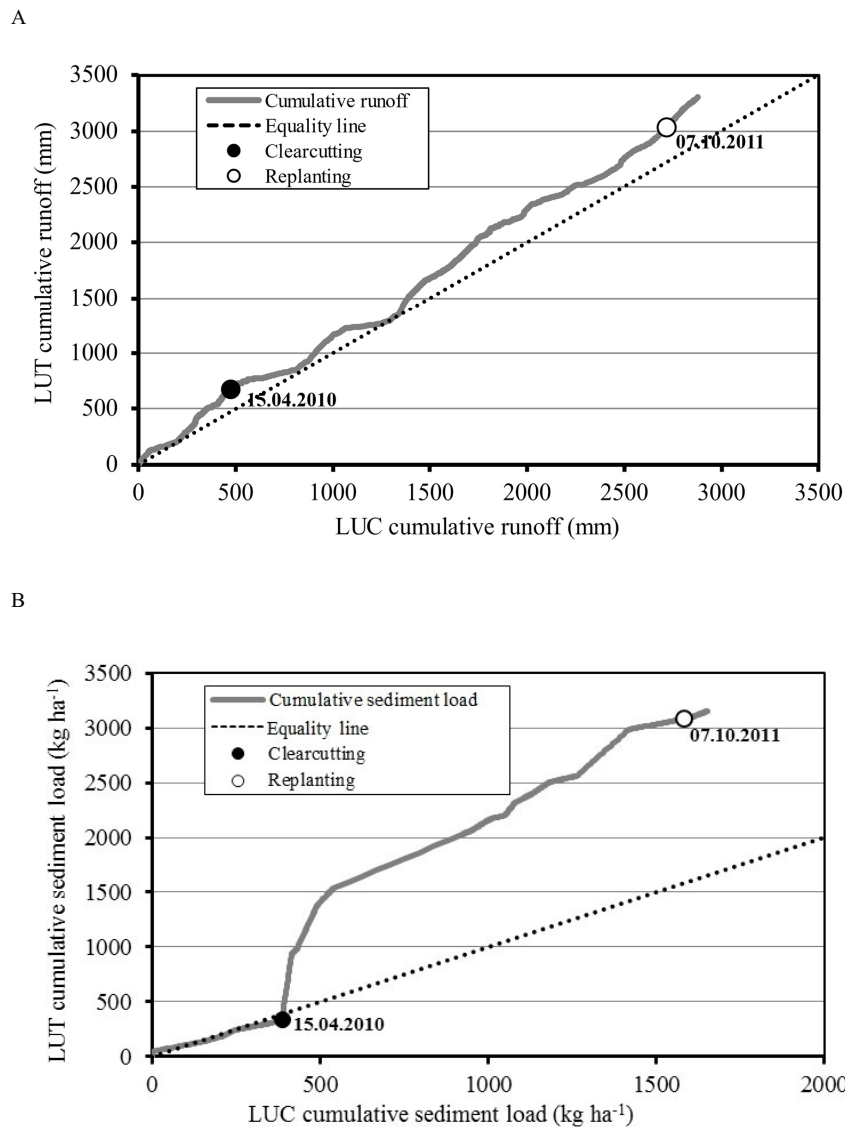 A
3500
3000
2500
2000
1500
1000
500
0
LUT cumulative runoff (mm)
Cumulative runoff
Equality line
Clearcutting
Replanting
07.10.2011
15.04.2010
0 500 1000 1500 2000 2500 3000 3500
LUC cumulative runoff (mm)
B
3500
3000
2500
2000
1500
1000
500
0
LUT cumulative sediment load (kg ha⁻¹)
Cumulative sediment load
Equality line
Clearcutting
Replanting
07.10.2011
15.04.2010
0 500 1000 1500 2000
LUC cumulative sediment load (kg ha⁻¹)